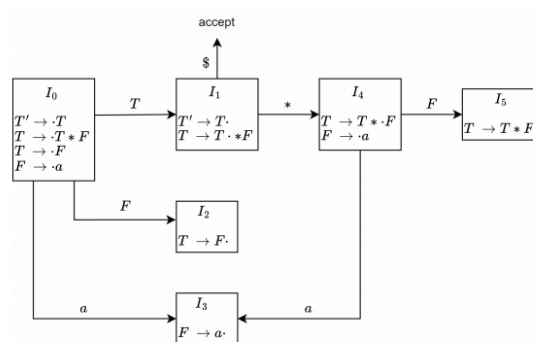 accept
$
I₀
T′ → ·T
T → ·T * F
T → ·F
F → ·a
T
I₁
T′ → T·
T → T · *F
*
I₄
T → T * ·F
F → ·a
F
I₅
T → T * F
F
I₂
T → F·
a
I₃
F → a·
a